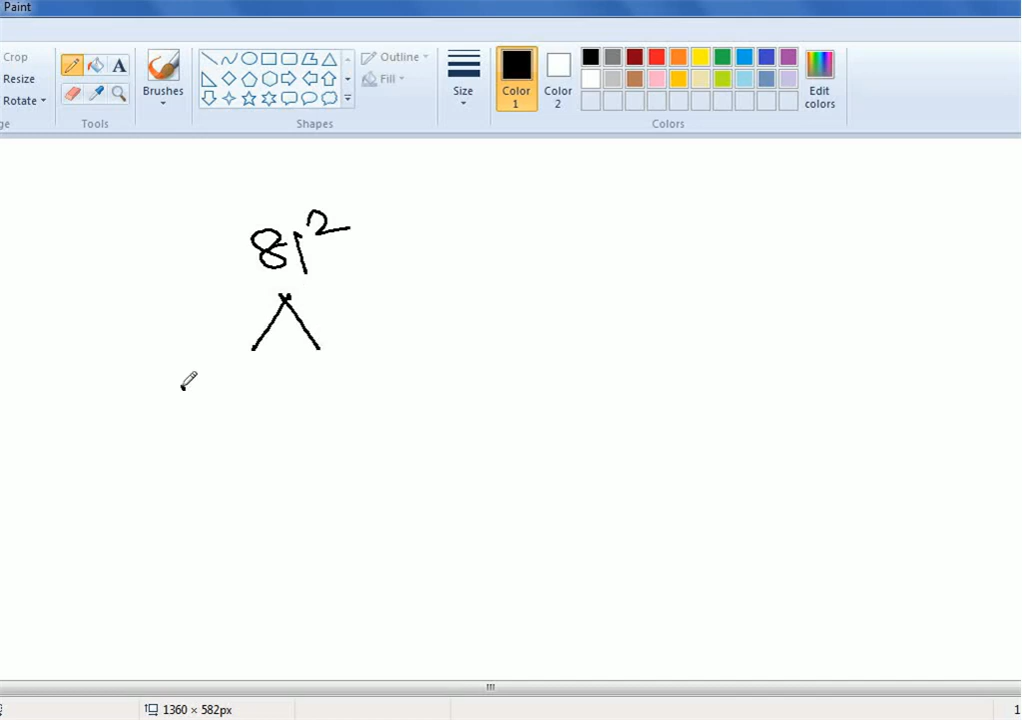 Paint
Crop
Resize
Rotate
ge
Tools
A
Brushes
Shapes
Outline
Fill
Size
Color 1
Color 2
Edit colors
Colors
81²
1360 × 582px
1